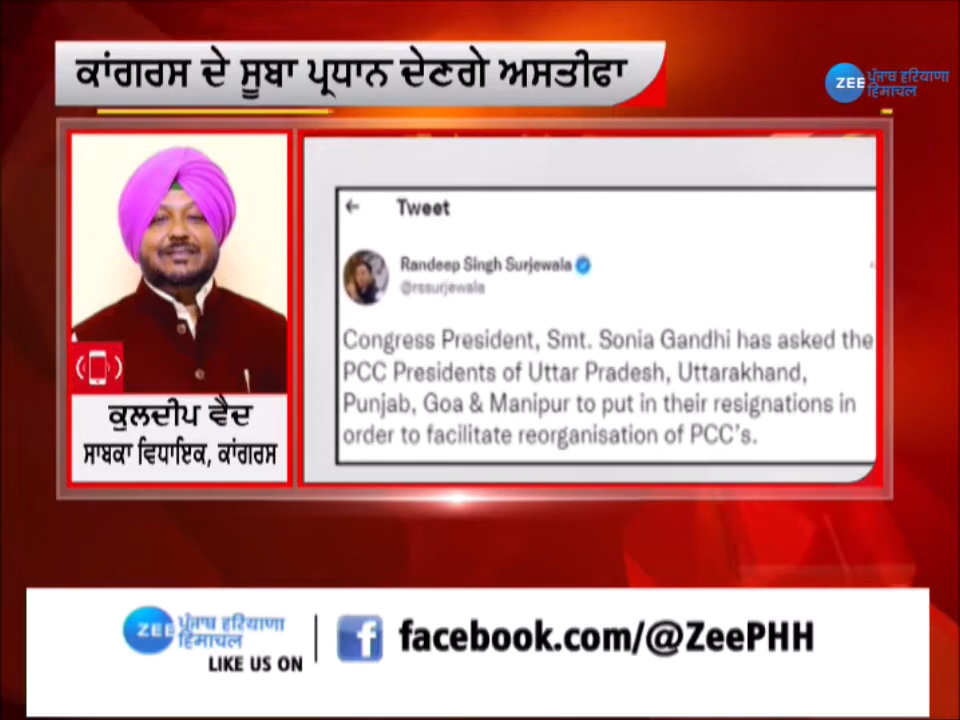 ਕਾਂਗਰਸ ਦੇ ਸੂਬਾ ਪ੍ਰਧਾਨ ਦੇਣਗੇ ਅਸਤੀਫਾ
ZEE ਪੰਜਾਬ ਹਰਿਆਣਾ
ਹਿਮਾਚਲ
Tweet
Randeep Singh Surjewala
@rssurjewala
Congress President, Smt. Sonia Gandhi has asked the
PCC Presidents of Uttar Pradesh, Uttarakhand,
Punjab, Goa & Manipur to put in their resignations in
order to facilitate reorganisation of PCC's.
ਕੁਲਦੀਪ ਵੈਦ
ਸਾਬਕਾ ਵਿਧਾਇਕ, ਕਾਂਗਰਸ
ZEE ਪੰਜਾਬ ਹਰਿਆਣਾ
ਹਿਮਾਚਲ
LIKE US ON
f facebook.com/@ZeePHH